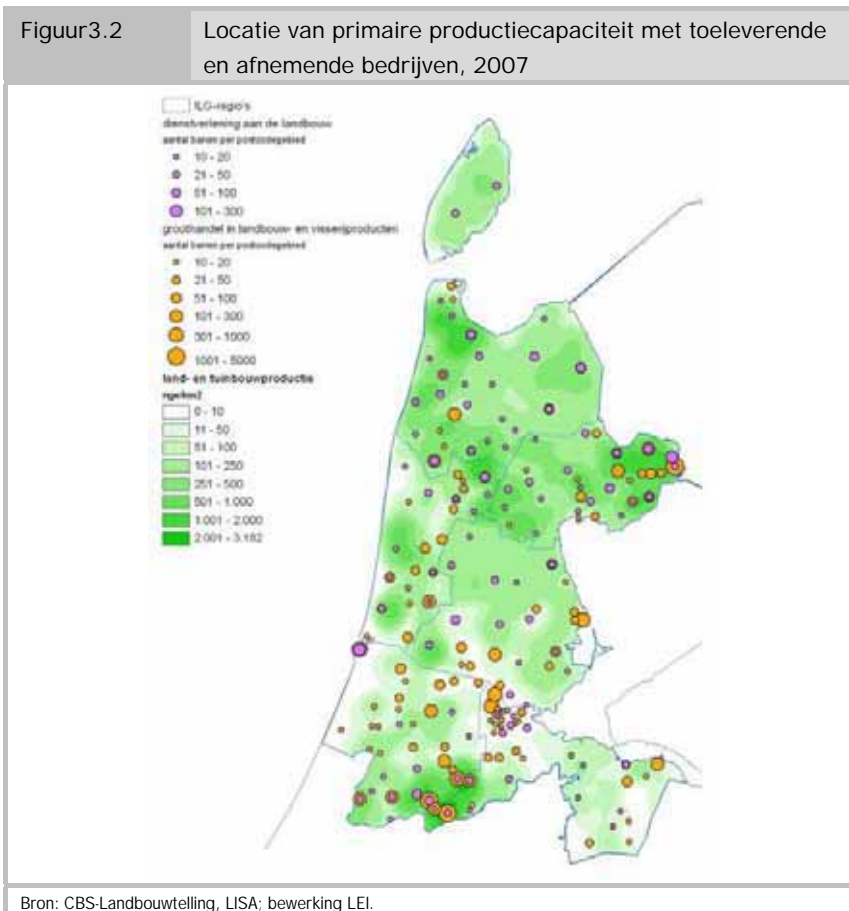 Figuur3.2
Locatie van primaire productiecapaciteit met toeleverende
en afnemende bedrijven, 2007
ILG-regio's
dienstverlening aan de landbouw
aantal banen per postcodegebied
10 - 20
21 - 50
51 - 100
101 - 300
groothandel in landbouw- en visserijproducten
aantal banen per postcodegebied
10 - 20
21 - 50
51 - 100
101 - 300
301 - 1000
1001 - 5000
land- en tuinbouwproductie
nge/km2
0 - 10
11 - 50
51 - 100
101 - 250
251 - 500
501 - 1.000
1.001 - 2.000
2.001 - 3.182
Bron: CBS-Landbouwtelling, LISA; bewerking LEI.